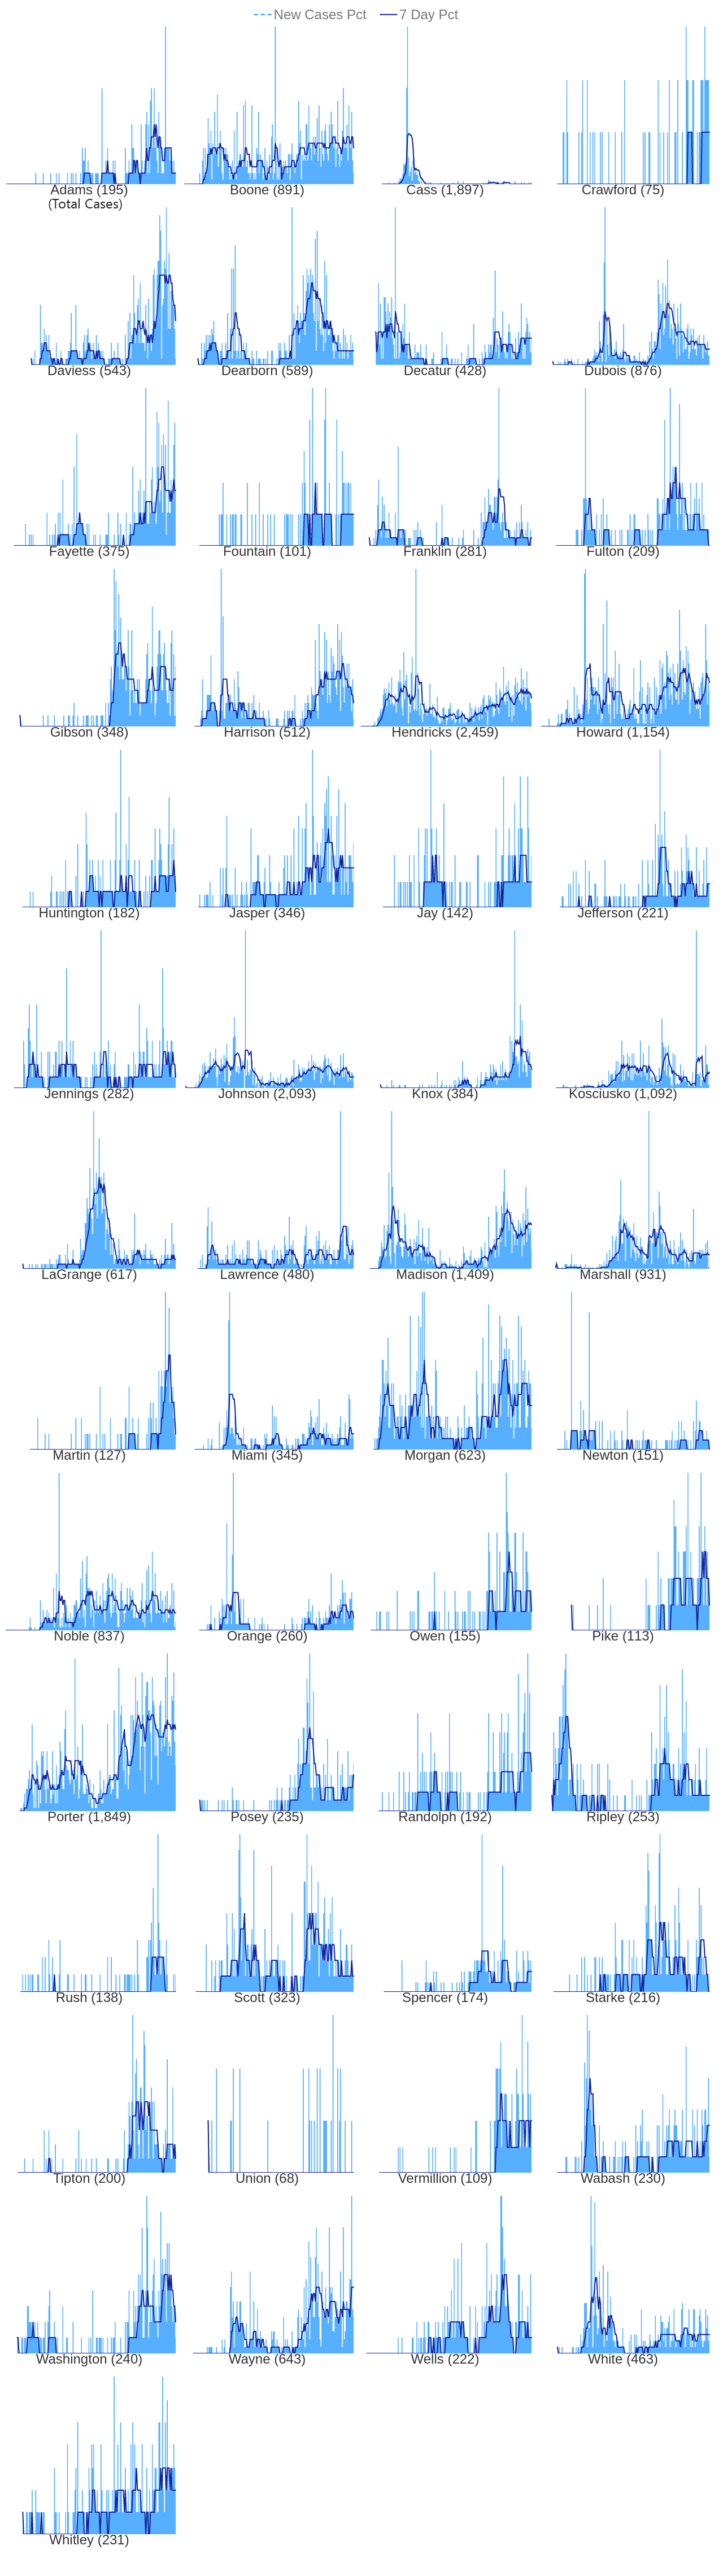 New Cases Pct 7 Day Pct
Adams (195) Boone (891) Cass (1,897) Crawford (75)
(Total Cases)
Daviess (543) Dearborn (589) Decatur (428) Dubois (876)
Fayette (375) Fountain (101) Franklin (281) Fulton (209)
Gibson (348) Harrison (512) Hendricks (2,459) Howard (1,154)
Huntington (182) Jasper (346) Jay (142) Jefferson (221)
Jennings (282) Johnson (2,093) Knox (384) Kosciusko (1,092)
LaGrange (617) Lawrence (480) Madison (1,409) Marshall (931)
Martin (127) Miami (345) Morgan (623) Newton (151)
Noble (837) Orange (260) Owen (155) Pike (113)
Porter (1,849) Posey (235) Randolph (192) Ripley (253)
Rush (138) Scott (323) Spencer (174) Starke (216)
Tipton (200) Union (68) Vermillion (109) Wabash (230)
Washington (240) Wayne (643) Wells (222) White (463)
Whitley (231)